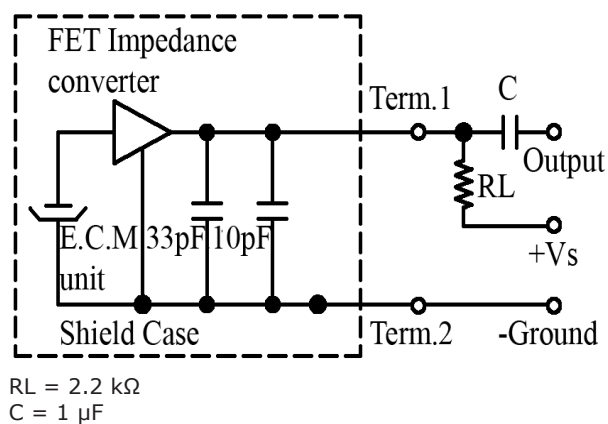 FET Impedance
converter
Term.1
C
Output
RL
+Vs
E.C.M 33pF 10pF
unit
Shield Case
Term.2
-Ground
RL = 2.2 kΩ
C = 1 µF